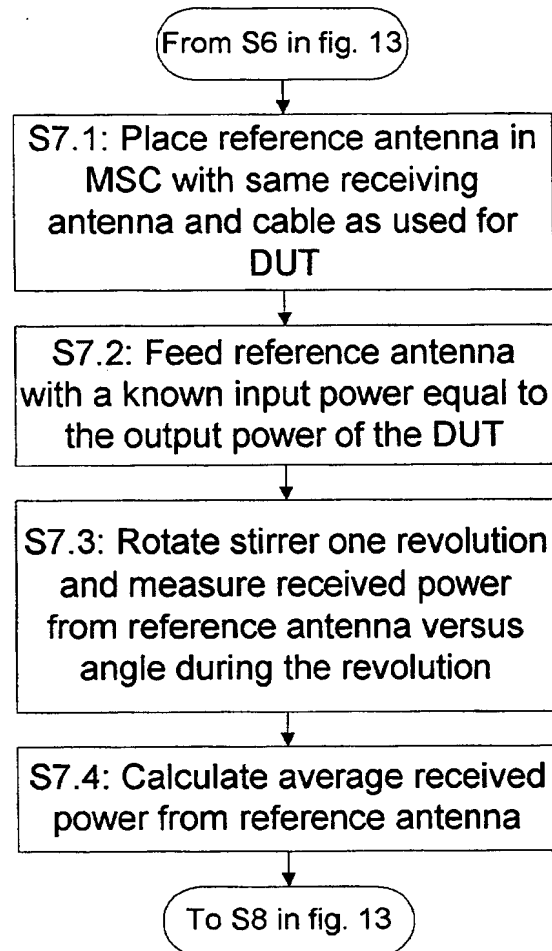 From S6 in fig. 13
S7.1: Place reference antenna in
MSC with same receiving
antenna and cable as used for
DUT
S7.2: Feed reference antenna
with a known input power equal to
the output power of the DUT
S7.3: Rotate stirrer one revolution
and measure received power
from reference antenna versus
angle during the revolution
S7.4: Calculate average received
power from reference antenna
To S8 in fig. 13